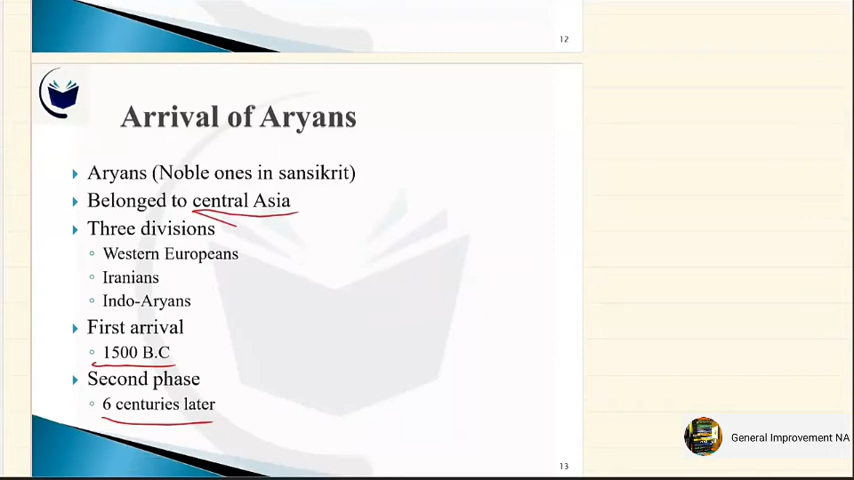 12
Arrival of Aryans
Aryans (Noble ones in sansikrit)
Belonged to central Asia
Three divisions
Western Europeans
Iranians
Indo-Aryans
First arrival
1500 B.C
Second phase
6 centuries later
General Improvement NA
13